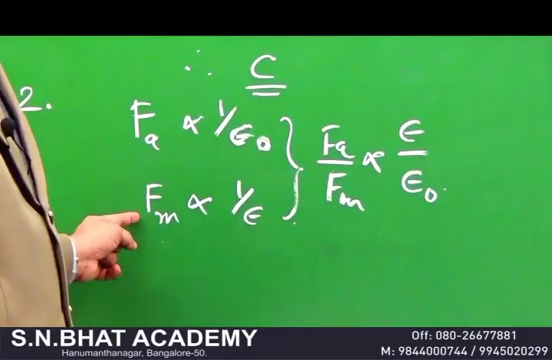 ∴ C
2.
Fₐ ∝ 1/ϵ₀ } Fₐ/Fₘ ∝ ϵ/ϵ₀.
Fₘ ∝ 1/ϵ
S.N.BHAT ACADEMY
Hanumanthanagar, Bangalore-50.
Off: 080-26677881
M: 9844000744 / 9945020299